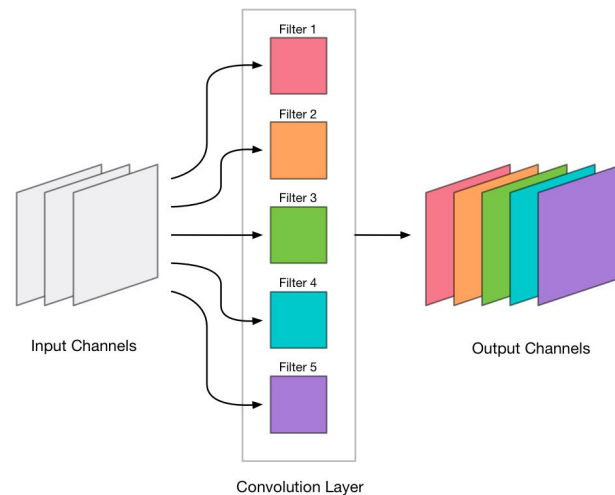 Filter 1
Filter 2
Filter 3
Filter 4
Filter 5
Input Channels
Output Channels
Convolution Layer